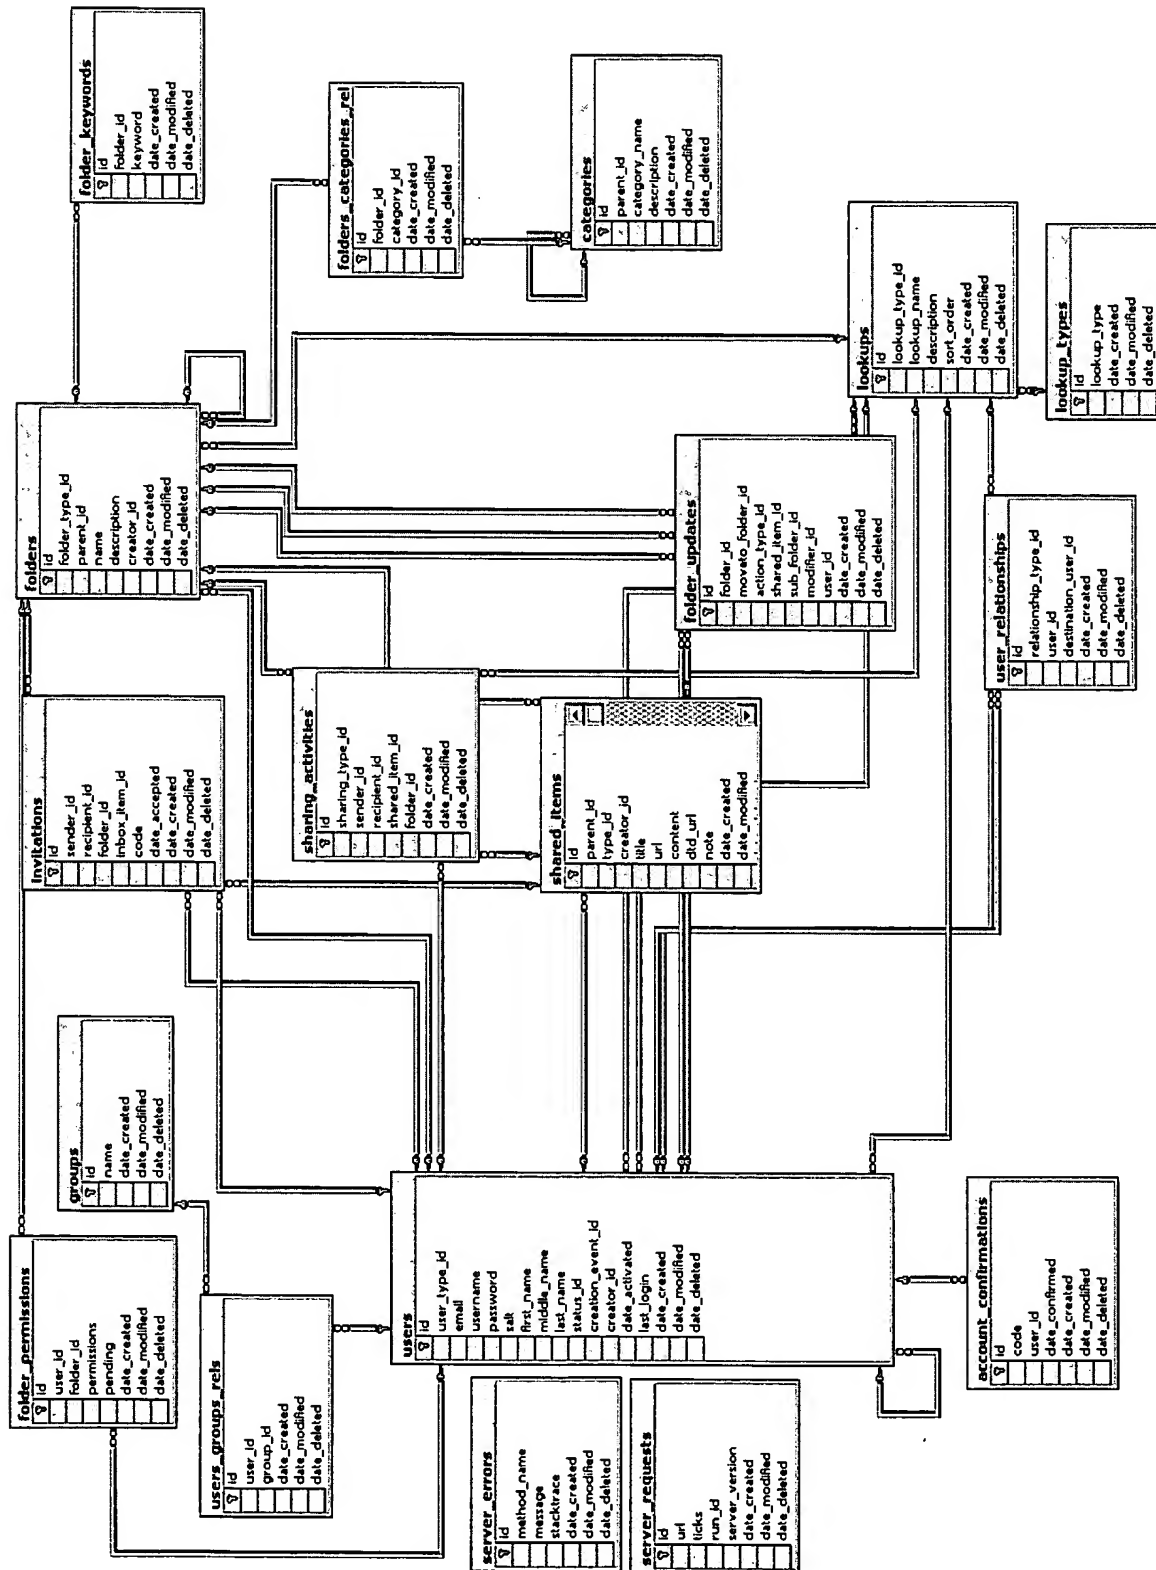 folder_permissions
id
user_id
folder_id
permissions
pending
date_created
date_modified
date_deleted
groups
id
name
date_created
date_modified
date_deleted
invitations
id
sender_id
recipient_id
folder_id
inbox_item_id
code
date_accepted
date_created
date_modified
date_deleted
folders
id
folder_type_id
parent_id
name
description
creator_id
date_created
date_modified
date_deleted
folder_keywords
id
folder_id
keyword
date_created
date_modified
date_deleted
users_groups_rels
id
user_id
group_id
date_created
date_modified
date_deleted
sharing_activities
id
sharing_type_id
sender_id
recipient_id
shared_item_id
folder_id
date_created
date_modified
date_deleted
folders_categories_rel
id
folder_id
category_id
date_created
date_modified
date_deleted
users
id
user_type_id
email
username
password
salt
first_name
middle_name
last_name
status_id
creation_event_id
creator_id
date_activated
last_login
date_created
date_modified
date_deleted
server_errors
id
method_name
message
stacktrace
date_created
date_modified
date_deleted
shared_items
id
parent_id
type_id
creator_id
title
url
content
dtd_url
note
date_created
date_modified
categories
id
parent_id
category_name
description
date_created
date_modified
date_deleted
server_requests
id
url
ticks
run_id
server_version
date_created
date_modified
date_deleted
folder_updates
id
folder_id
moveto_folder_id
action_type_id
shared_item_id
sub_folder_id
modifier_id
user_id
date_created
date_modified
date_deleted
lookups
id
lookup_type_id
lookup_name
description
sort_order
date_created
date_modified
date_deleted
account_confirmations
id
code
user_id
date_confirmed
date_created
date_modified
date_deleted
user_relationships
id
relationship_type_id
user_id
destination_user_id
date_created
date_modified
date_deleted
lookup_types
id
lookup_type
date_created
date_modified
date_deleted